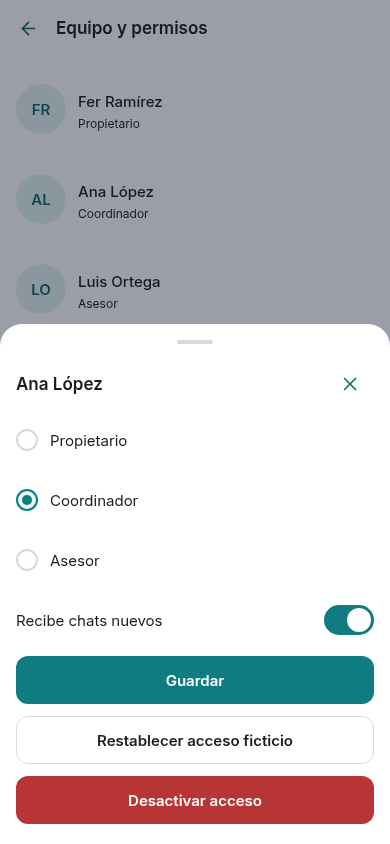 Equipo y permisos
FR
Fer Ramírez
Propietario
AL
Ana López
Coordinador
LO
Luis Ortega
Asesor
Ana López
Propietario
Coordinador
Asesor
Recibe chats nuevos
Guardar
Restablecer acceso ficticio
Desactivar acceso